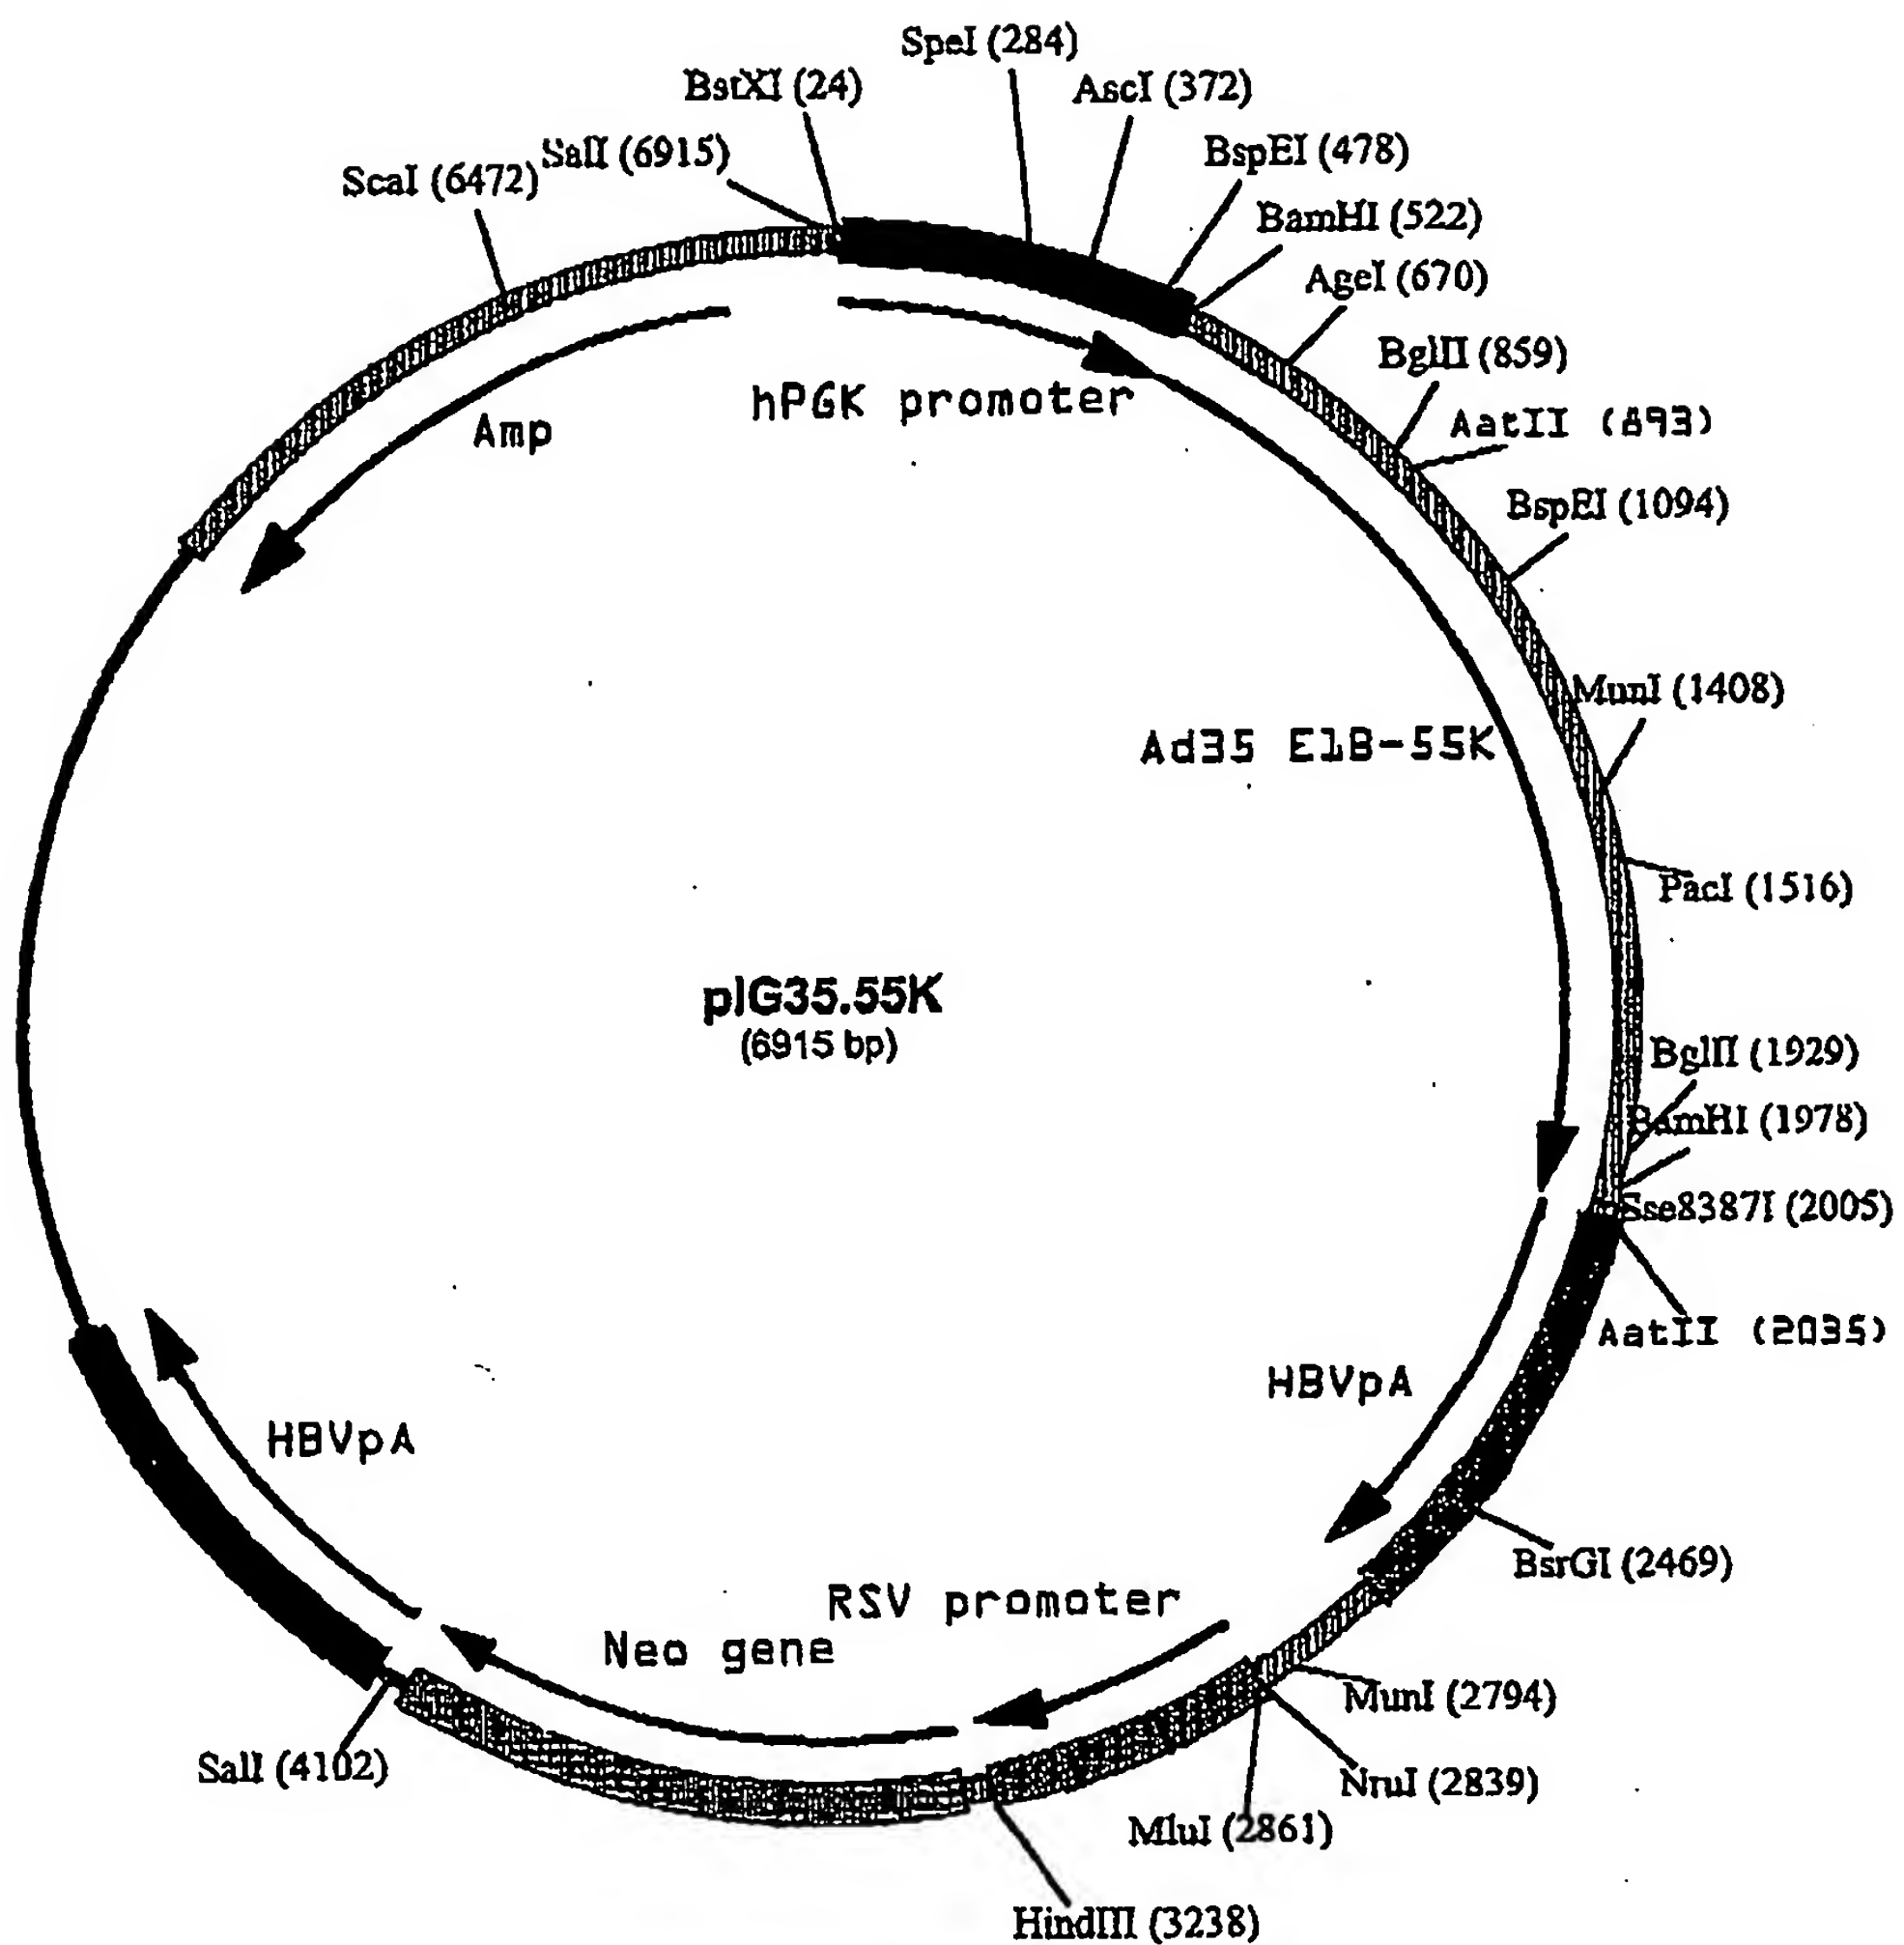 SpeI (284)
BstXI (24)
AscI (372)
SalI (6915)
ScaI (6472)
BspEI (478)
BamHI (522)
AgeI (670)
BglII (859)
AatII (893)
BspEI (1094)
hPGK promoter
Amp
MunI (1408)
Ad35 E1B-55K
PacI (1516)
pIG35.55K
(6915 bp)
BglII (1929)
BamHI (1978)
Sse8387I (2005)
AatII (2035)
HBVpA
HBVpA
BsrGI (2469)
RSV promoter
Neo gene
MunI (2794)
SalI (4102)
NruI (2839)
MluI (2861)
HindIII (3238)